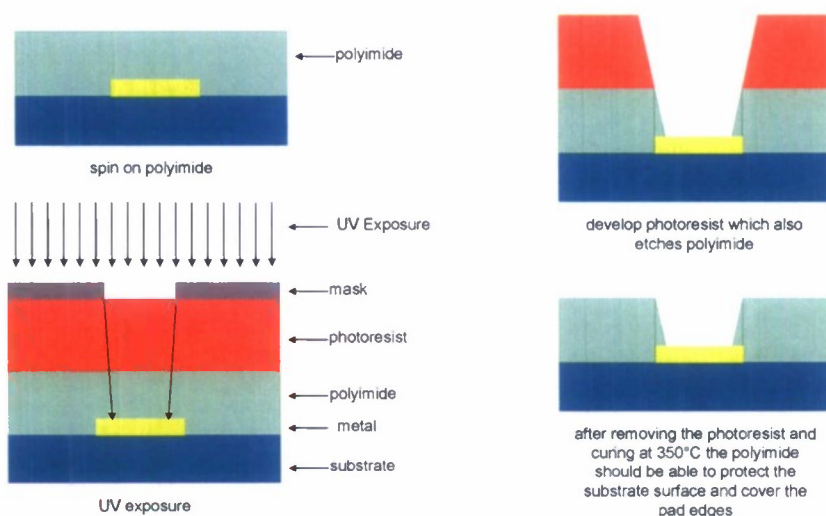 polyimide
spin on polyimide
UV Exposure
mask
photoresist
polyimide
metal
substrate
UV exposure
develop photoresist which also
etches polyimide
after removing the photoresist and
curing at 350°C the polyimide
should be able to protect the
substrate surface and cover the
pad edges